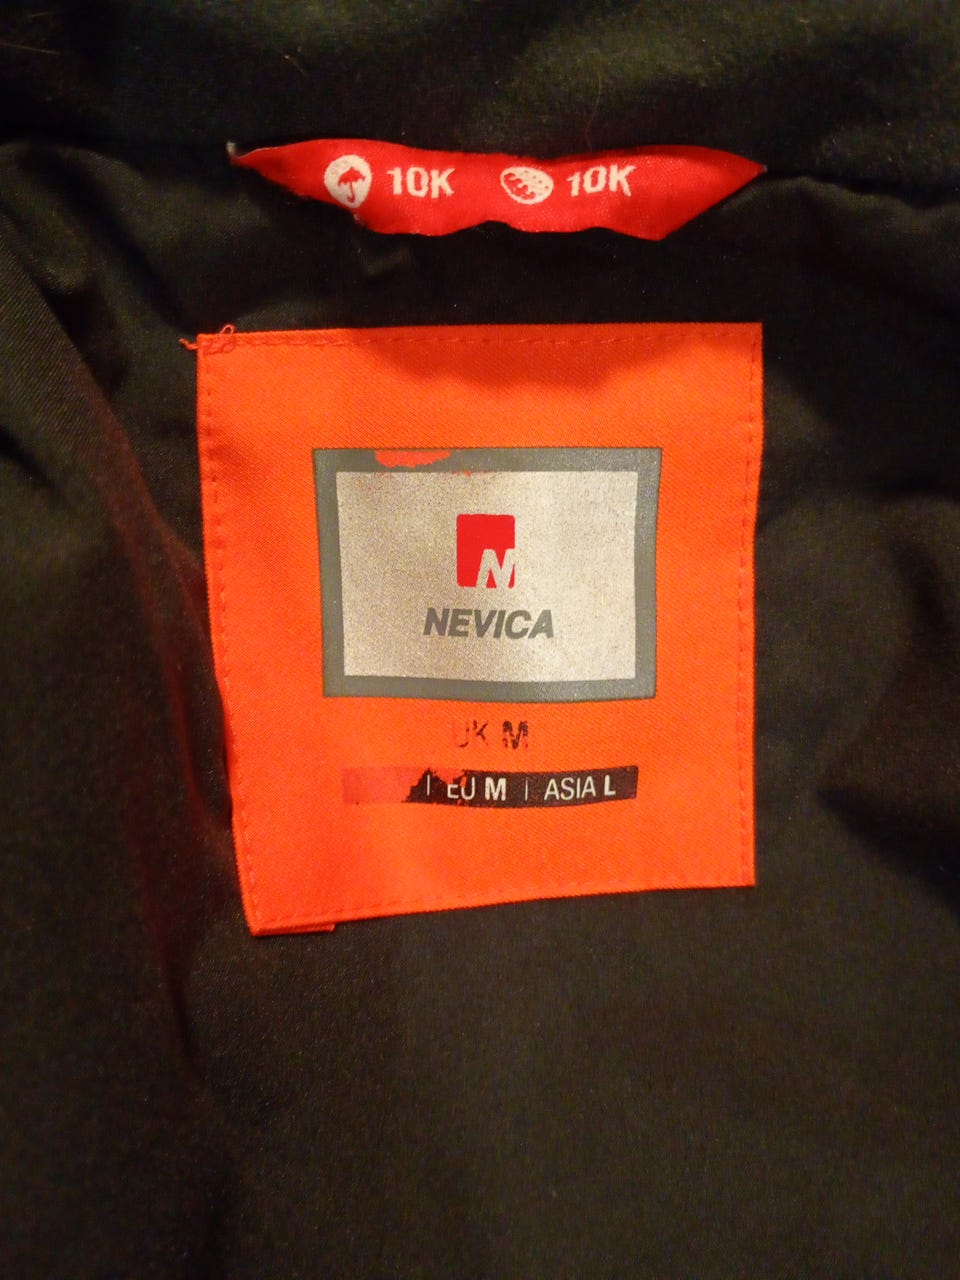 10K 10K
N
NEVICA
UK M
| EU M | ASIA L